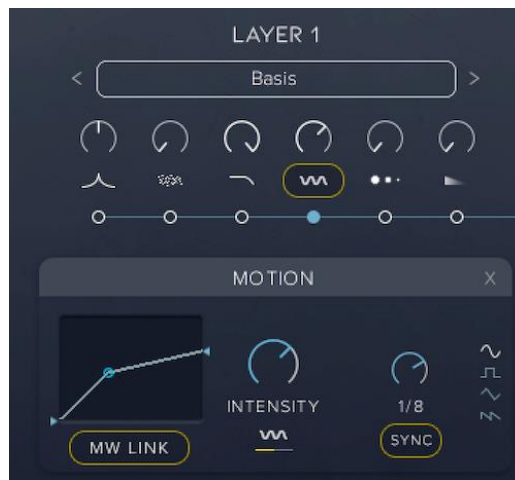 LAYER 1
< Basis >
MOTION X
INTENSITY
1/8
MW LINK
SYNC